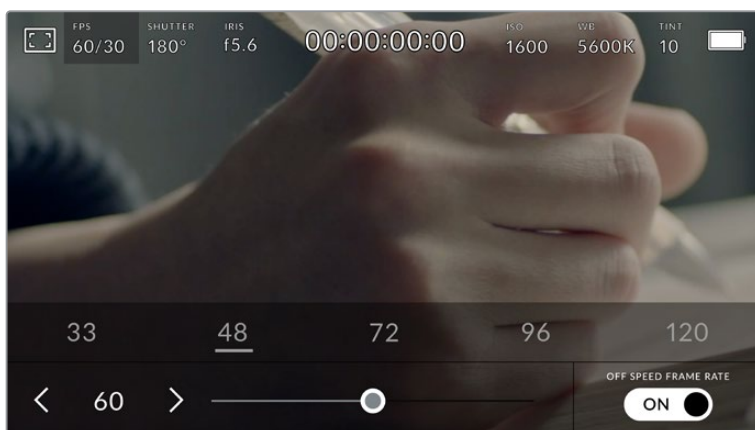 FPS SHUTTER IRIS ISO WB TINT
60/30 180° f5.6 00:00:00:00 1600 5600K 10
33 48 72 96 120
OFF SPEED FRAME RATE
60 ON